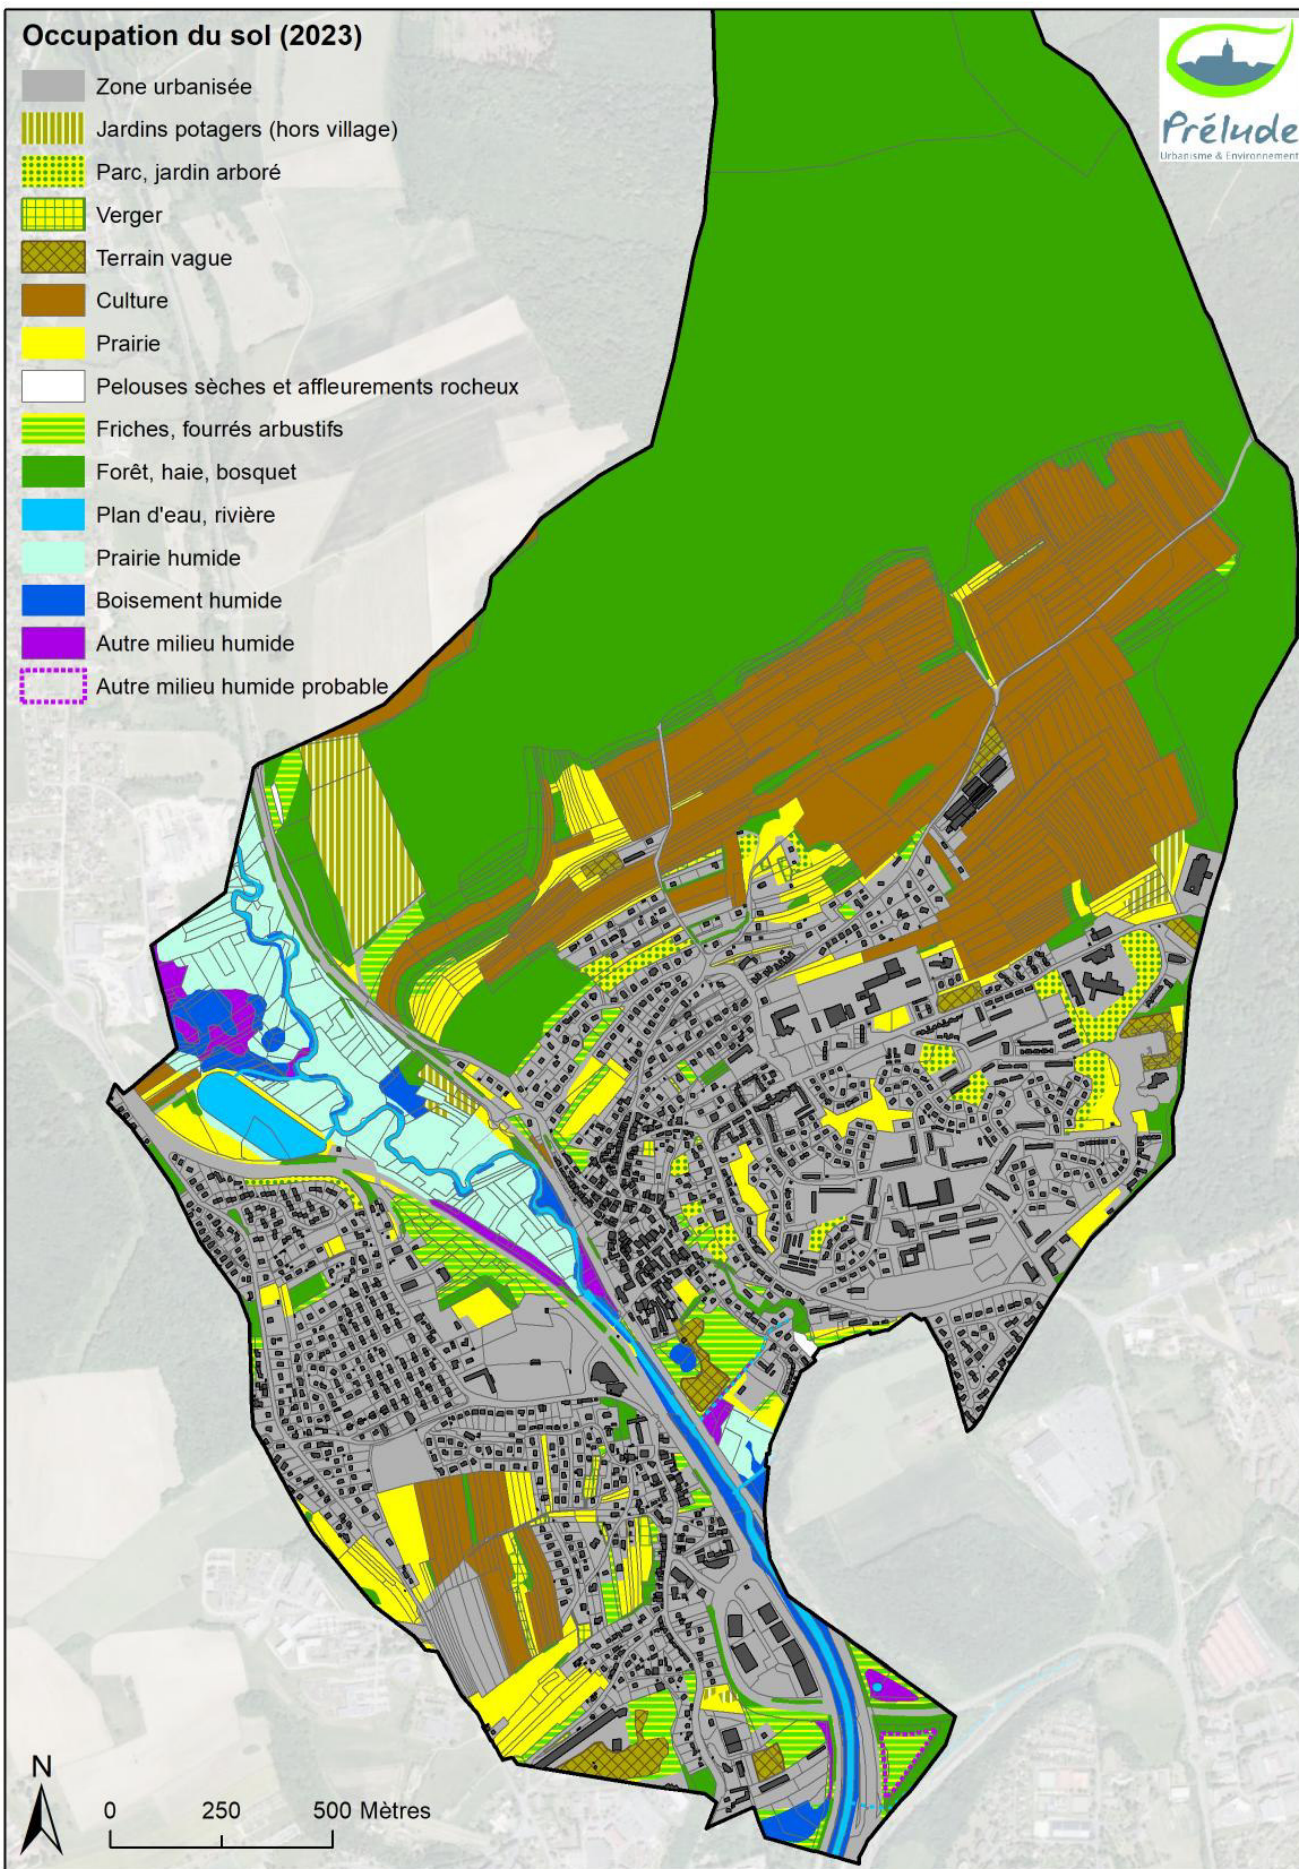 Occupation du sol (2023)
Zone urbanisée
Jardins potagers (hors village)
Parc, jardin arboré
Verger
Terrain vague
Culture
Prairie
Pelouses sèches et affleurements rocheux
Friches, fourrés arbustifs
Forêt, haie, bosquet
Plan d'eau, rivière
Prairie humide
Boisement humide
Autre milieu humide
Autre milieu humide probable
Prélude
Urbanisme & Environnement
N
0 250 500 Mètres